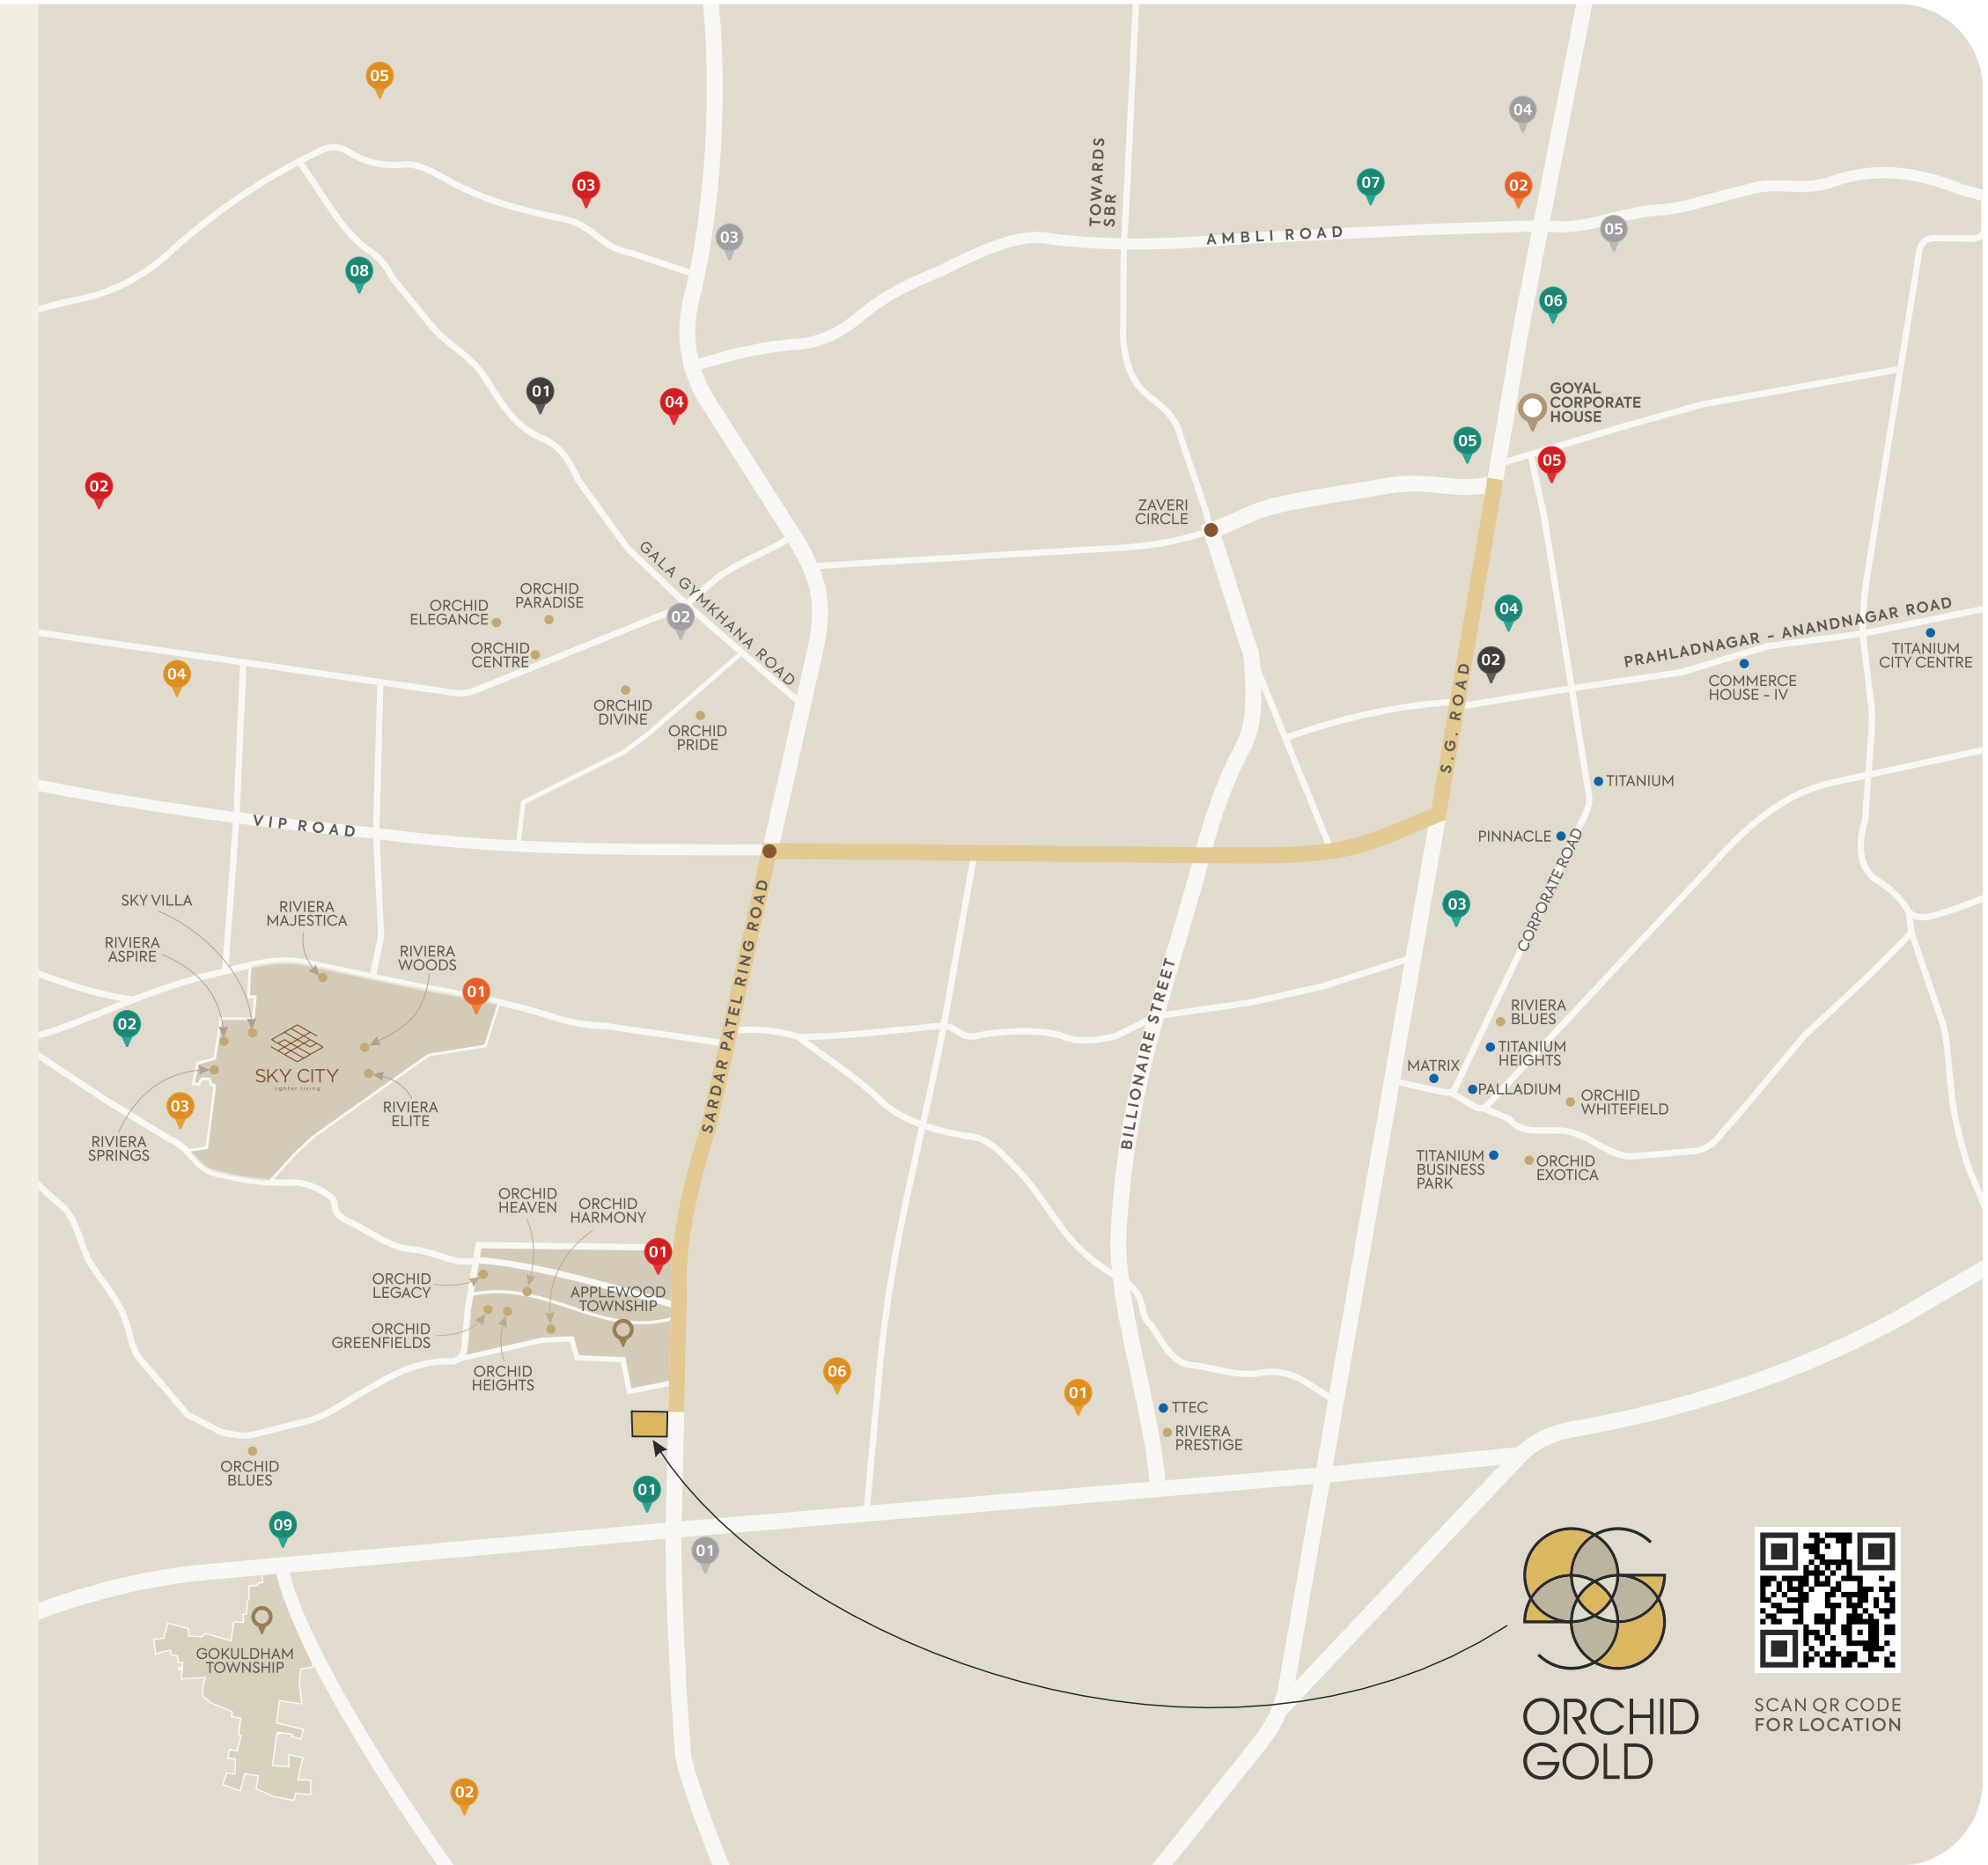 05
04
03
07
02
TOWARDS
SBR
AMBLI ROAD
03
05
08
06
01
04
GOYAL
CORPORATE
HOUSE
05
05
02
ZAVERI
CIRCLE
GALA GYMKHANA ROAD
ORCHID
ELEGANCE
ORCHID
PARADISE
02
04
PRAHLADNAGAR - ANANDNAGAR ROAD
ORCHID
CENTRE
04
02
TITANIUM
CITY CENTRE
COMMERCE
HOUSE - IV
ORCHID
DIVINE
ORCHID
PRIDE
S.G. ROAD
TITANIUM
VIP ROAD
PINNACLE
CORPORATE ROAD
SKY VILLA
RIVIERA
MAJESTICA
RIVIERA
ASPIRE
RIVIERA
WOODS
03
SARDAR PATEL RING ROAD
BILLIONAIRE STREET
01
02
SKY CITY
lighter living
RIVIERA
BLUES
TITANIUM
HEIGHTS
MATRIX
PALLADIUM
ORCHID
WHITEFIELD
03
RIVIERA
ELITE
RIVIERA
SPRINGS
TITANIUM
BUSINESS
PARK
ORCHID
EXOTICA
ORCHID
HEAVEN
ORCHID
HARMONY
01
ORCHID
LEGACY
APPLEWOOD
TOWNSHIP
ORCHID
GREENFIELDS
ORCHID
HEIGHTS
06
01
TTEC
RIVIERA
PRESTIGE
ORCHID
BLUES
01
09
01
GOKULDHAM
TOWNSHIP
02
ORCHID
GOLD
SCAN QR CODE
FOR LOCATION